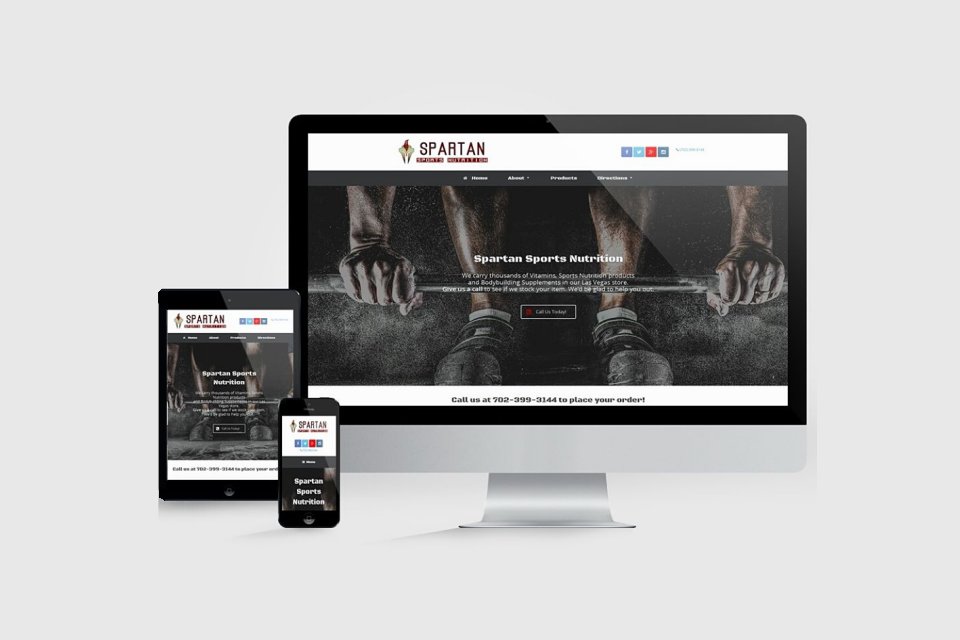 SPARTAN
SPORTS NUTRITION
Home
About
Products
Directions
Spartan Sports Nutrition
We carry thousands of Vitamins, Sports Nutrition products
and Bodybuilding Supplements in our Las Vegas store.
Give us a call to see if we stock your item. We'd be glad to help you out.
Call Us Today!
Call us at 702-399-3144 to place your order!
SPARTAN
SPORTS NUTRITION
Home
About
Products
Directions
Spartan Sports
Nutrition
We carry thousands of Vitamins, Sports
Nutrition products
and Bodybuilding Supplements in our Las
Vegas store.
Give us a call to see if we stock your item.
We'd be glad to help you out.
Call Us Today!
Call us at 702-399-3144 to place your ord
SPARTAN
SPORTS NUTRITION
Home
Spartan
Sports
Nutrition